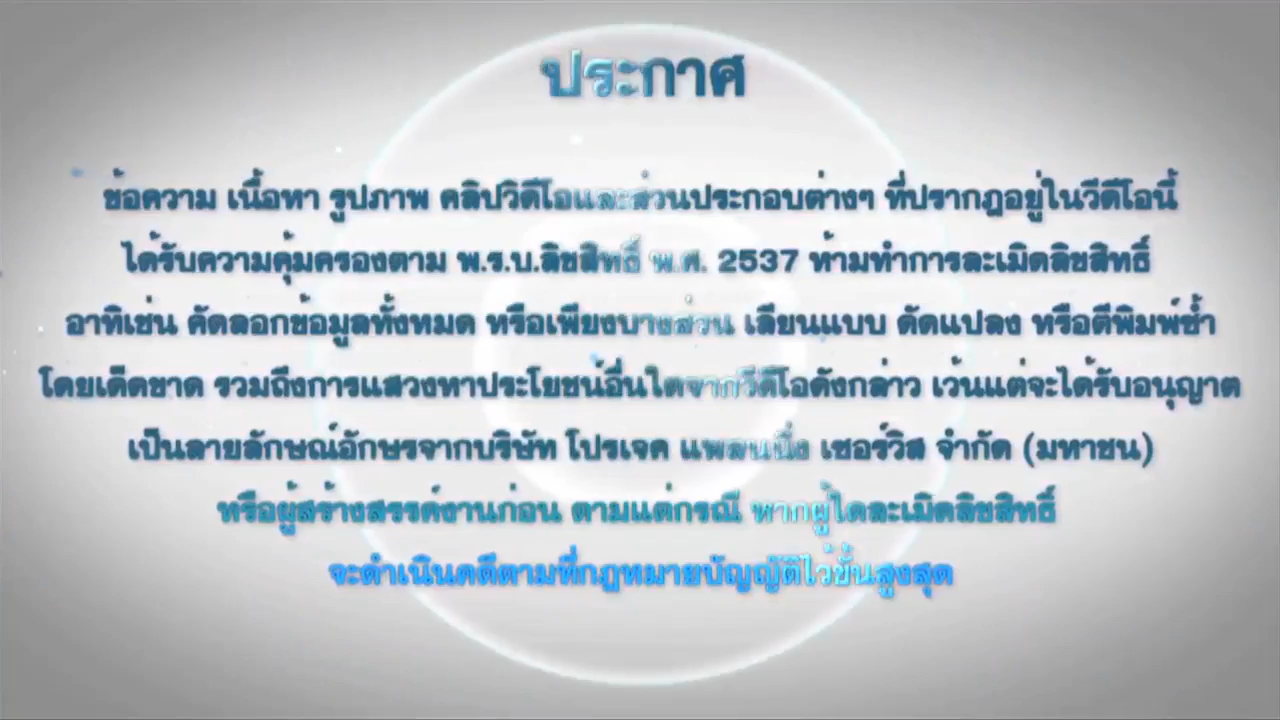 ประกาศ
ข้อความ เนื้อหา รูปภาพ คลิปวิดีโอและส่วนประกอบต่างๆ ที่ปรากฏอยู่ในวีดีโอนี้
ได้รับความคุ้มครองตาม พ.ร.บ.ลิขสิทธิ์ พ.ศ. 2537 ห้ามทำการละเมิดลิขสิทธิ์
อาทิเช่น คัดลอกข้อมูลทั้งหมด หรือเพียงบางส่วน เลียนแบบ ดัดแปลง หรือตีพิมพ์ซ้ำ
โดยเด็ดขาด รวมถึงการแสวงหาประโยชน์อื่นใดจากวีดีโอดังกล่าว เว้นแต่จะได้รับอนุญาต
เป็นลายลักษณ์อักษรจากบริษัท โปรเจค แพลนนิ่ง เซอร์วิส จำกัด (มหาชน)
หรือผู้สร้างสรรค์งานก่อน ตามแต่กรณี หากผู้ใดละเมิดลิขสิทธิ์
จะดำเนินคดีตามที่กฎหมายบัญญัติไว้ขั้นสูงสุด